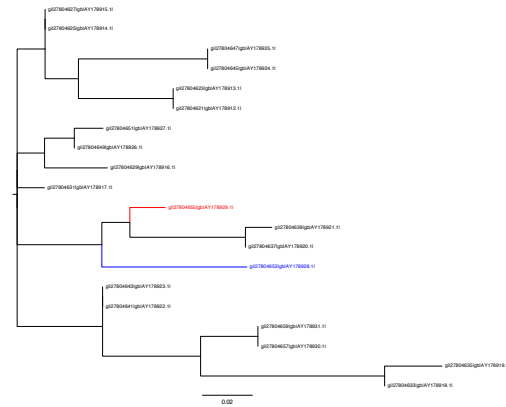 gi|27804627|gb|AY178915.1|
gi|27804625|gb|AY178914.1|
gi|27804647|gb|AY178925.1|
gi|27804645|gb|AY178924.1|
gi|27804623|gb|AY178913.1|
gi|27804621|gb|AY178912.1|
gi|27804651|gb|AY178927.1|
gi|27804649|gb|AY178926.1|
gi|27804629|gb|AY178916.1|
gi|27804631|gb|AY178917.1|
gi|27804655|gb|AY178929.1|
gi|27804639|gb|AY178921.1|
gi|27804637|gb|AY178920.1|
gi|27804653|gb|AY178928.1|
gi|27804643|gb|AY178923.1|
gi|27804641|gb|AY178922.1|
gi|27804659|gb|AY178931.1|
gi|27804657|gb|AY178930.1|
gi|27804635|gb|AY178919
gi|27804633|gb|AY178918.1|
0.02